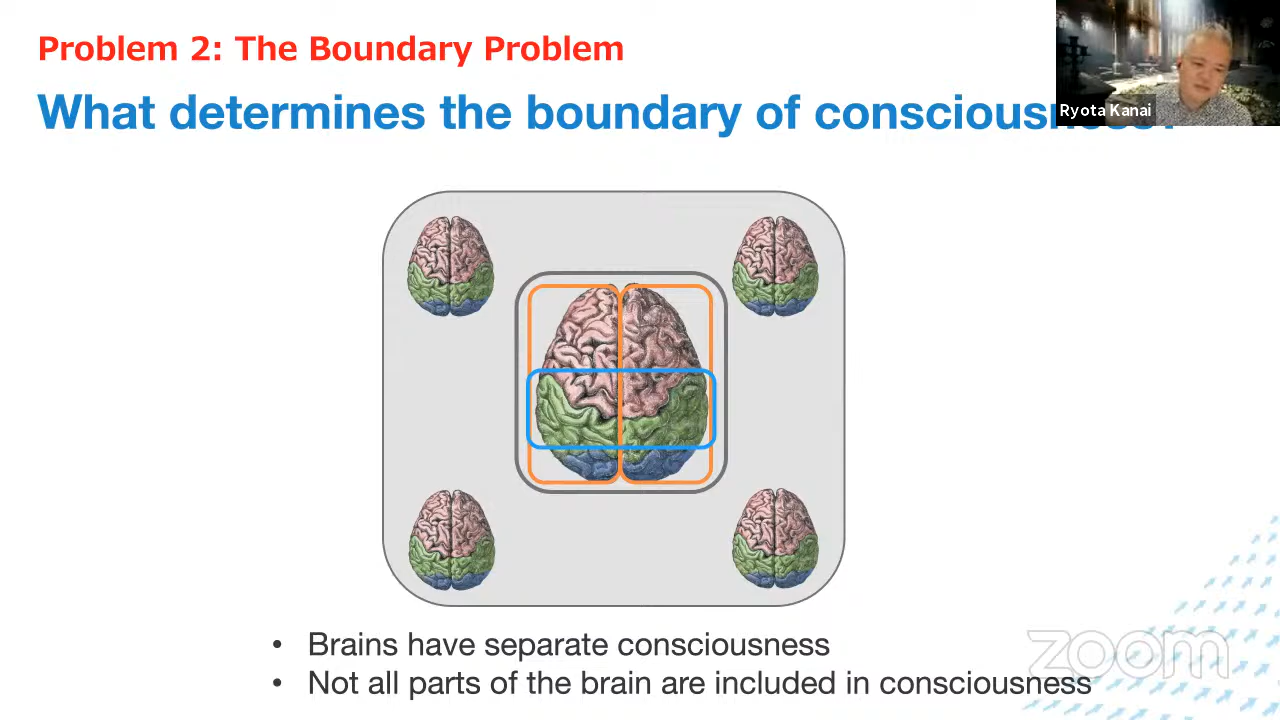 Problem 2: The Boundary Problem
What determines the boundary of consciousness?
Ryota Kanai
• Brains have separate consciousness
• Not all parts of the brain are included in consciousness
zoom